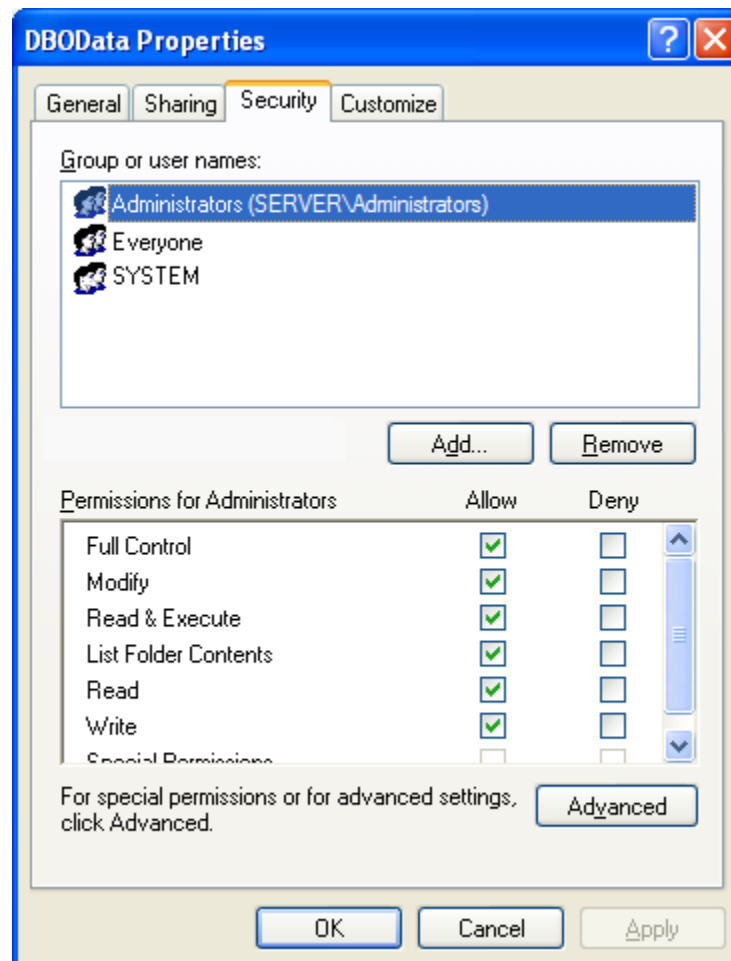 DBOData Properties
General Sharing Security Customize
Group or user names:
Administrators (SERVER\Administrators)
Everyone
SYSTEM
Add... Remove
Permissions for Administrators Allow Deny
Full Control
Modify
Read & Execute
List Folder Contents
Read
Write
Special Permissions
For special permissions or for advanced settings,
click Advanced.
Advanced
OK Cancel Apply